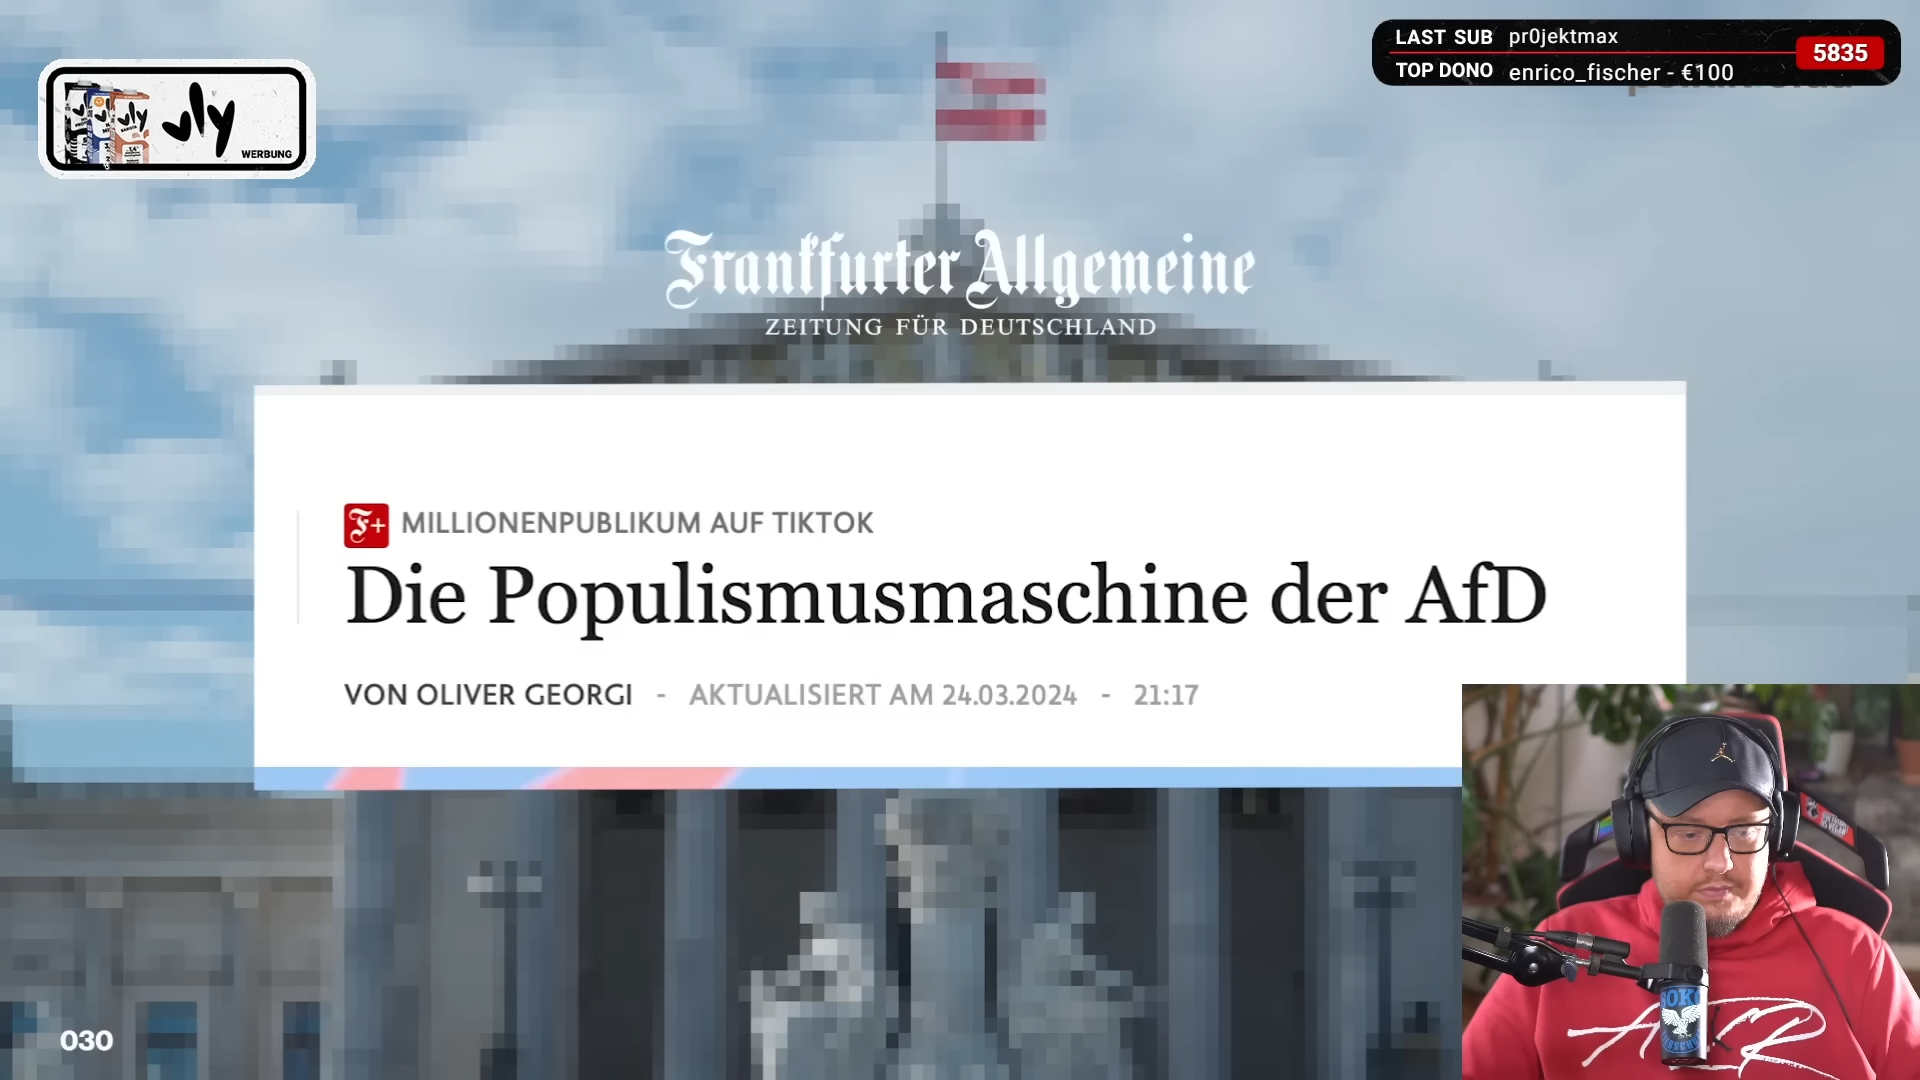 LAST SUB pr0jektmax
TOP DONO enrico_fischer - €100
5835
vly
WERBUNG
Frankfurter Allgemeine
ZEITUNG FÜR DEUTSCHLAND
F+ MILLIONENPUBLIKUM AUF TIKTOK
Die Populismusmaschine der AfD
VON OLIVER GEORGI - AKTUALISIERT AM 24.03.2024 - 21:17
030